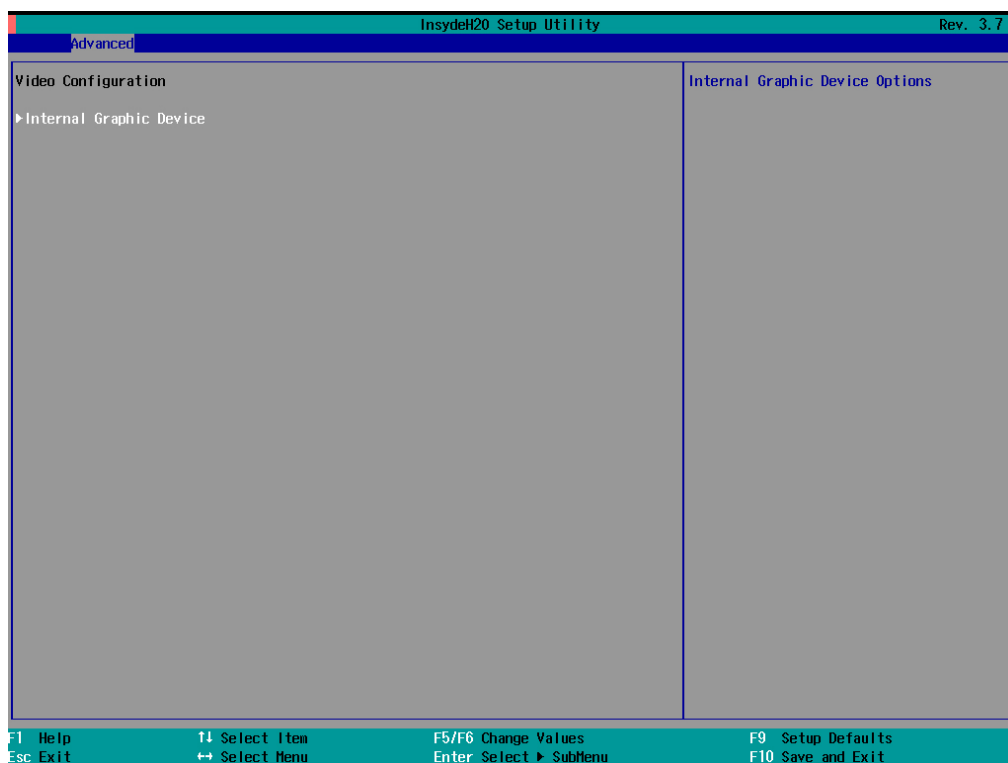 InsydeH20 Setup Utility Rev. 3.7
Advanced
Video Configuration
Internal Graphic Device Options
▶Internal Graphic Device
F1 Help ↑↓ Select Item F5/F6 Change Values F9 Setup Defaults
Esc Exit ↔ Select Menu Enter Select ▶ SubMenu F10 Save and Exit